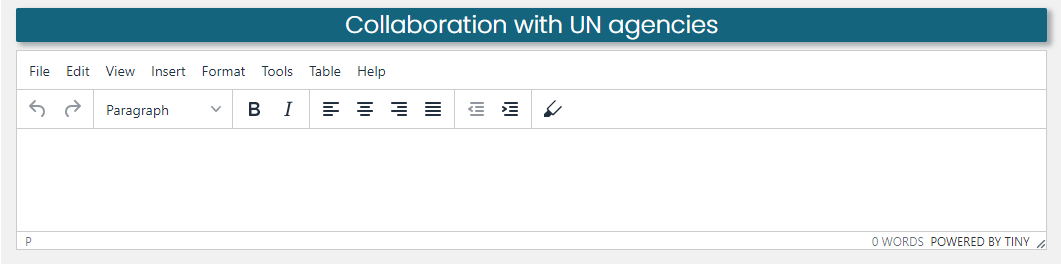 Collaboration with UN agencies
File Edit View Insert Format Tools Table Help
Paragraph B I
P 0 WORDS POWERED BY TINY